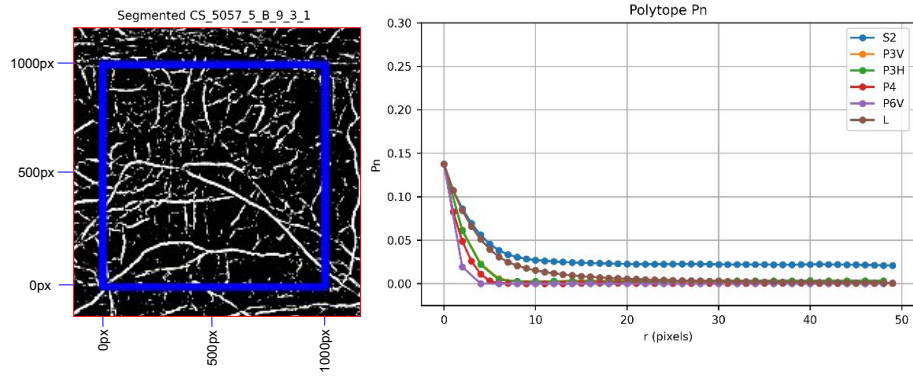 Segmented CS_5057_5_B_9_3_1
1000px
500px
0px
0px
500px
1000px
Polytope Pn
0.30
0.25
0.20
0.15
0.10
0.05
0.00
Pn
0
10
20
30
40
50
r (pixels)
S2
P3V
P3H
P4
P6V
L